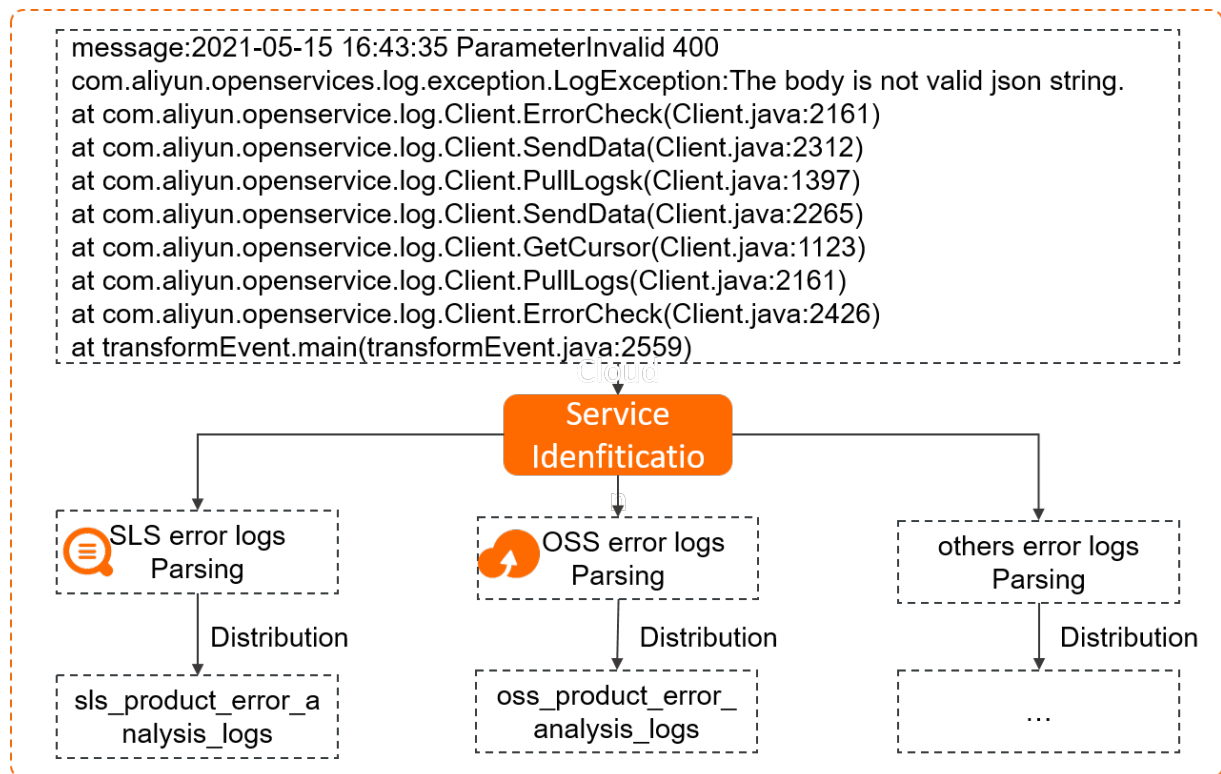 message:2021-05-15 16:43:35 ParameterInvalid 400
com.aliyun.openservices.log.exception.LogException:The body is not valid json string.
at com.aliyun.openservice.log.Client.ErrorCheck(Client.java:2161)
at com.aliyun.openservice.log.Client.SendData(Client.java:2312)
at com.aliyun.openservice.log.Client.PullLogsk(Client.java:1397)
at com.aliyun.openservice.log.Client.SendData(Client.java:2265)
at com.aliyun.openservice.log.Client.GetCursor(Client.java:1123)
at com.aliyun.openservice.log.Client.PullLogs(Client.java:2161)
at com.aliyun.openservice.log.Client.ErrorCheck(Client.java:2426)
at transformEvent.main(transformEvent.java:2559)
Cloud
Service
Idenfiticatio
n
SLS error logs
Parsing
OSS error logs
Parsing
others error logs
Parsing
Distribution
Distribution
Distribution
sls_product_error_a
nalysis_logs
oss_product_error_
analysis_logs
...